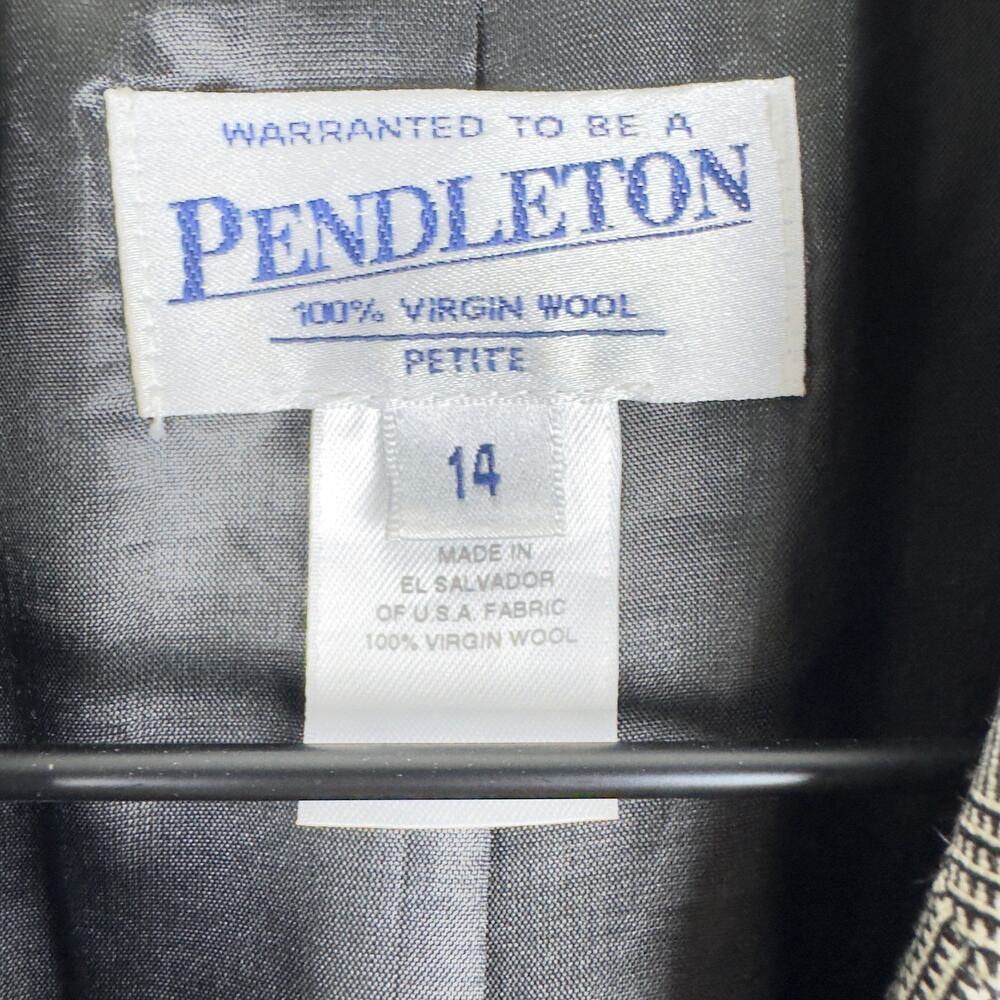 WARRANTED TO BE A
PENDLETON
100% VIRGIN WOOL
PETITE
14
MADE IN
EL SALVADOR
OF U.S.A. FABRIC
100% VIRGIN WOOL